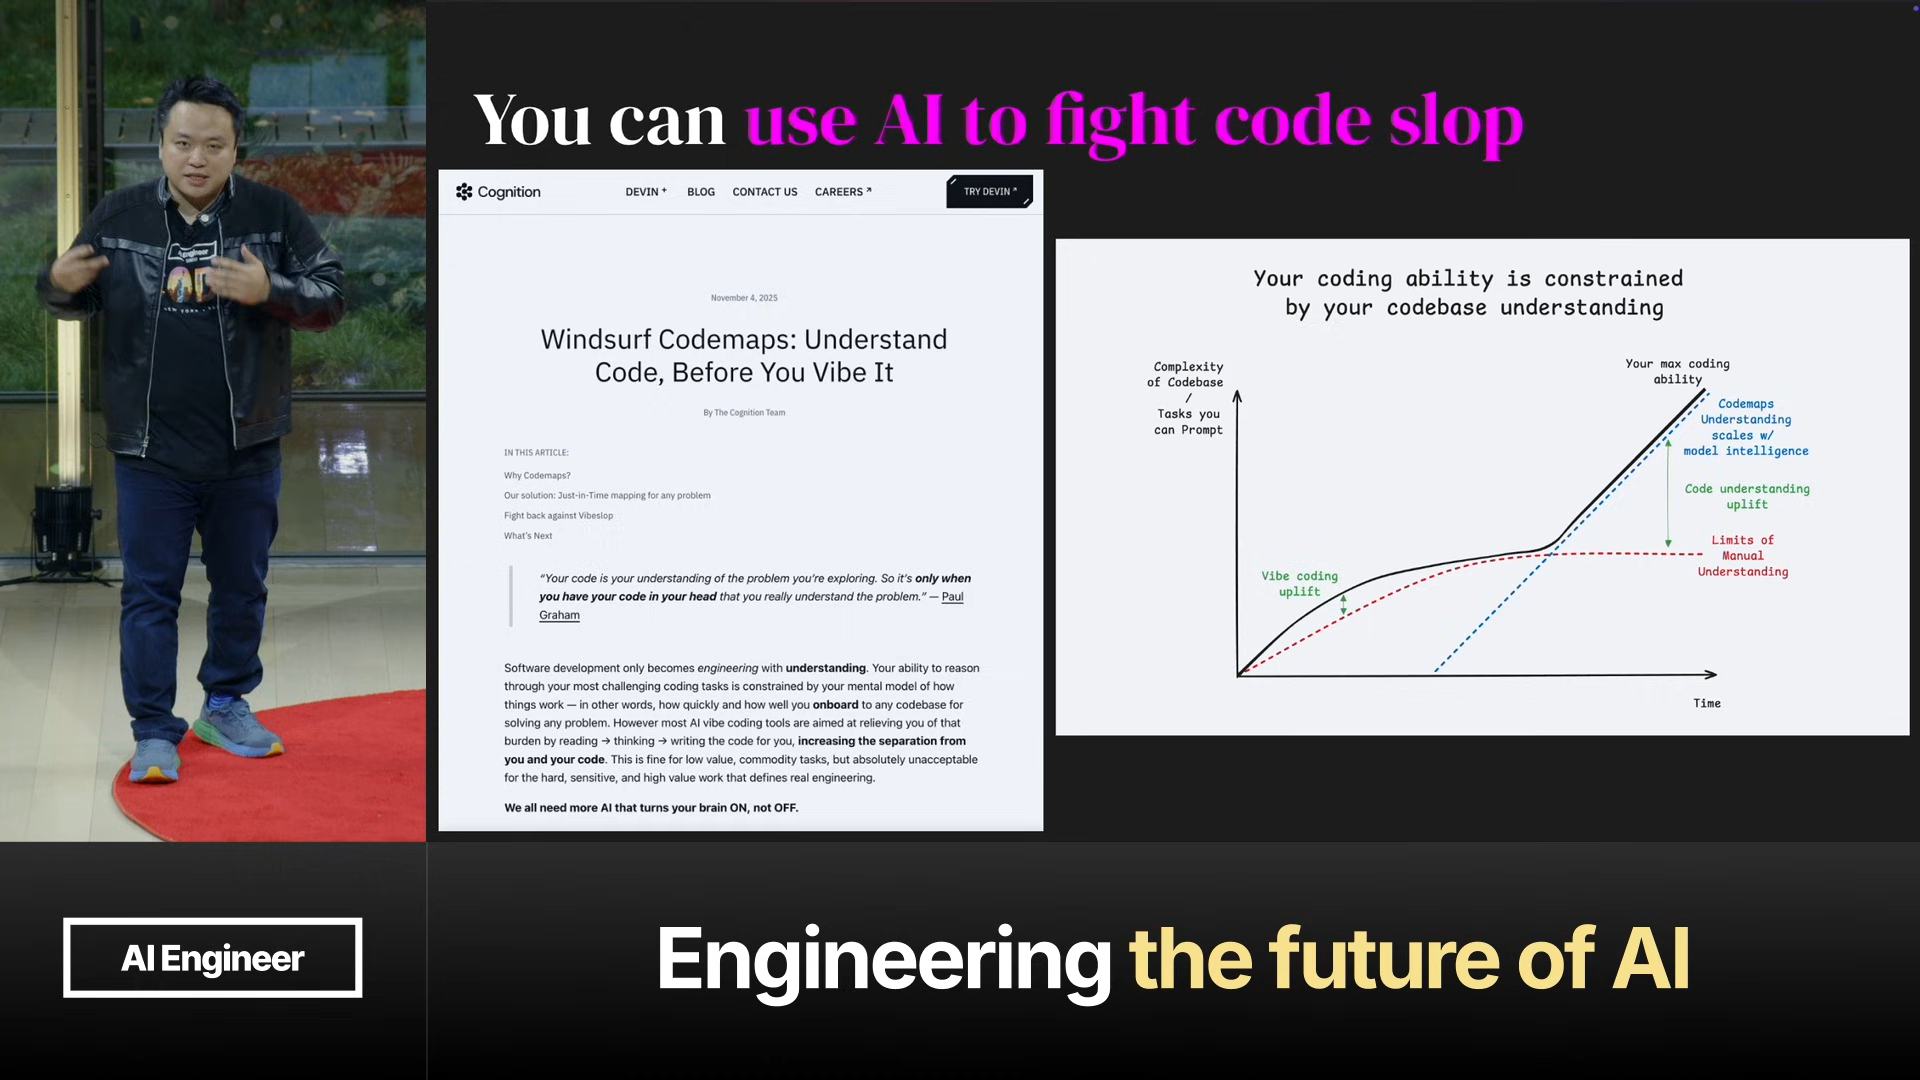 You can use AI to fight code slop
Cognition
DEVIN +
BLOG
CONTACT US
CAREERS ↗
TRY DEVIN ↗
November 4, 2025
Windsurf Codemaps: Understand
Code, Before You Vibe It
By The Cognition Team
IN THIS ARTICLE:
Why Codemaps?
Our solution: Just-in-Time mapping for any problem
Fight back against Vibeslop
What's Next
“Your code is your understanding of the problem you're exploring. So it's only when
you have your code in your head that you really understand the problem.” — Paul
Graham
Software development only becomes engineering with understanding. Your ability to reason
through your most challenging coding tasks is constrained by your mental model of how
things work — in other words, how quickly and how well you onboard to any codebase for
solving any problem. However most AI vibe coding tools are aimed at relieving you of that
burden by reading → thinking → writing the code for you, increasing the separation from
you and your code. This is fine for low value, commodity tasks, but absolutely unacceptable
for the hard, sensitive, and high value work that defines real engineering.
We all need more AI that turns your brain ON, not OFF.
Your coding ability is constrained
by your codebase understanding
Complexity
of Codebase
/
Tasks you
can Prompt
Your max coding
ability
Codemaps
Understanding
scales w/
model intelligence
Code understanding
uplift
Limits of
Manual
Understanding
Vibe coding
uplift
Time
AI Engineer
Engineering the future of AI